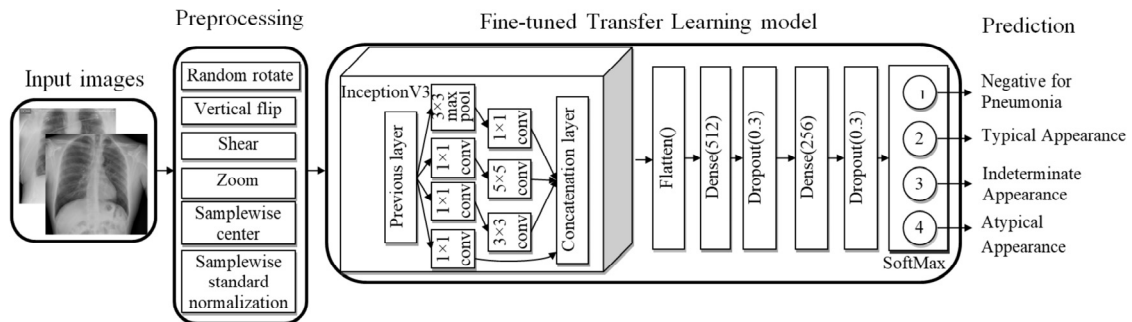 Preprocessing
Fine-tuned Transfer Learning model
Prediction
Input images
Random rotate
Vertical flip
Shear
Zoom
Samplewise
center
Samplewise
standard
normalization
InceptionV3
Previous layer
3×3
max
pool
1×1
conv
1×1
conv
5×5
conv
1×1
conv
3×3
conv
1×1
conv
Concatenation layer
Flatten()
Dense(512)
Dropout(0.3)
Dense(256)
Dropout(0.3)
1
2
3
4
SoftMax
Negative for
Pneumonia
Typical Appearance
Indeterminate
Appearance
Atypical
Appearance